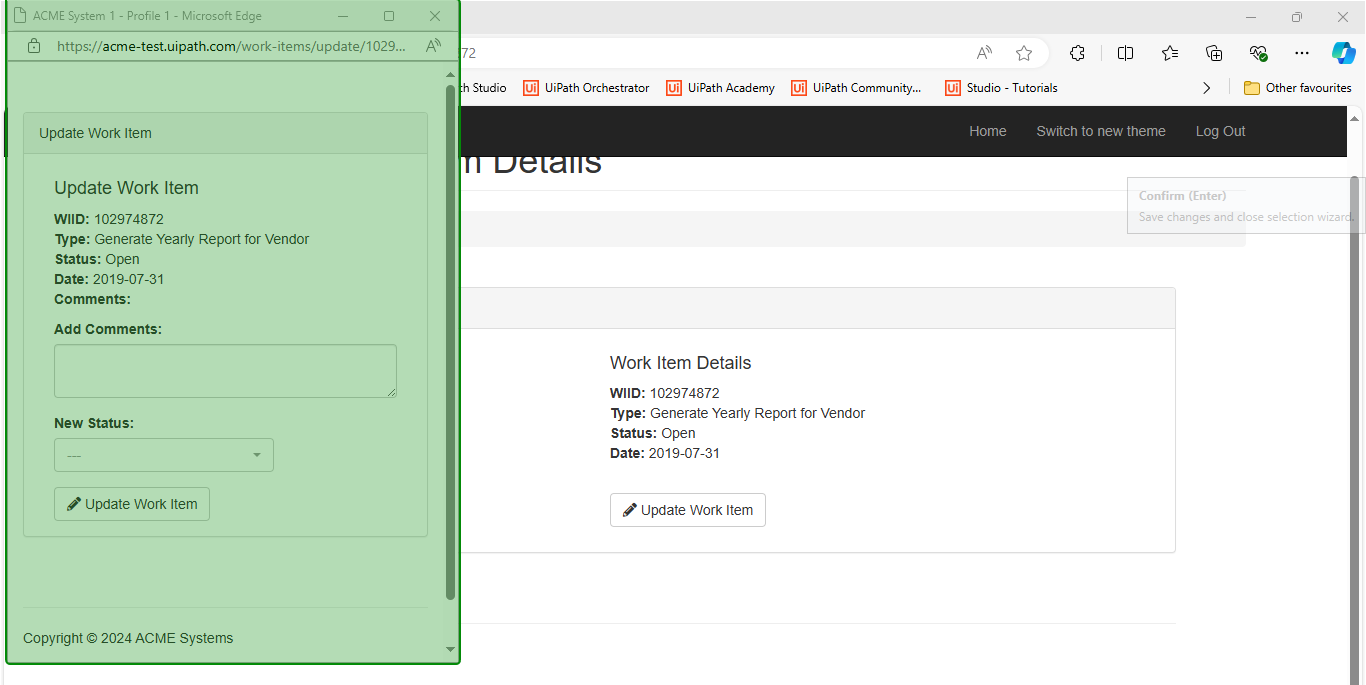 ACME System 1 - Profile 1 - Microsoft Edge
https://acme-test.uipath.com/work-items/update/1029...
Update Work Item
Update Work Item
WIID: 102974872
Type: Generate Yearly Report for Vendor
Status: Open
Date: 2019-07-31
Comments:
Add Comments:
New Status:
---
Update Work Item
Copyright © 2024 ACME Systems
72
Studio
UiPath Orchestrator
UiPath Academy
UiPath Community...
Studio - Tutorials
Other favourites
Home
Switch to new theme
Log Out
Details
Confirm (Enter)
Save changes and close selection wizard.
Work Item Details
WIID: 102974872
Type: Generate Yearly Report for Vendor
Status: Open
Date: 2019-07-31
Update Work Item